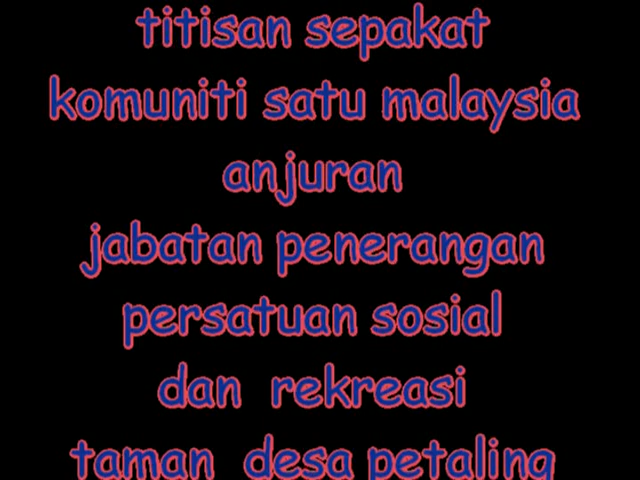 titisan sepakat
komuniti satu malaysia
anjuran
jabatan penerangan
persatuan sosial
dan rekreasi
taman desa petaling